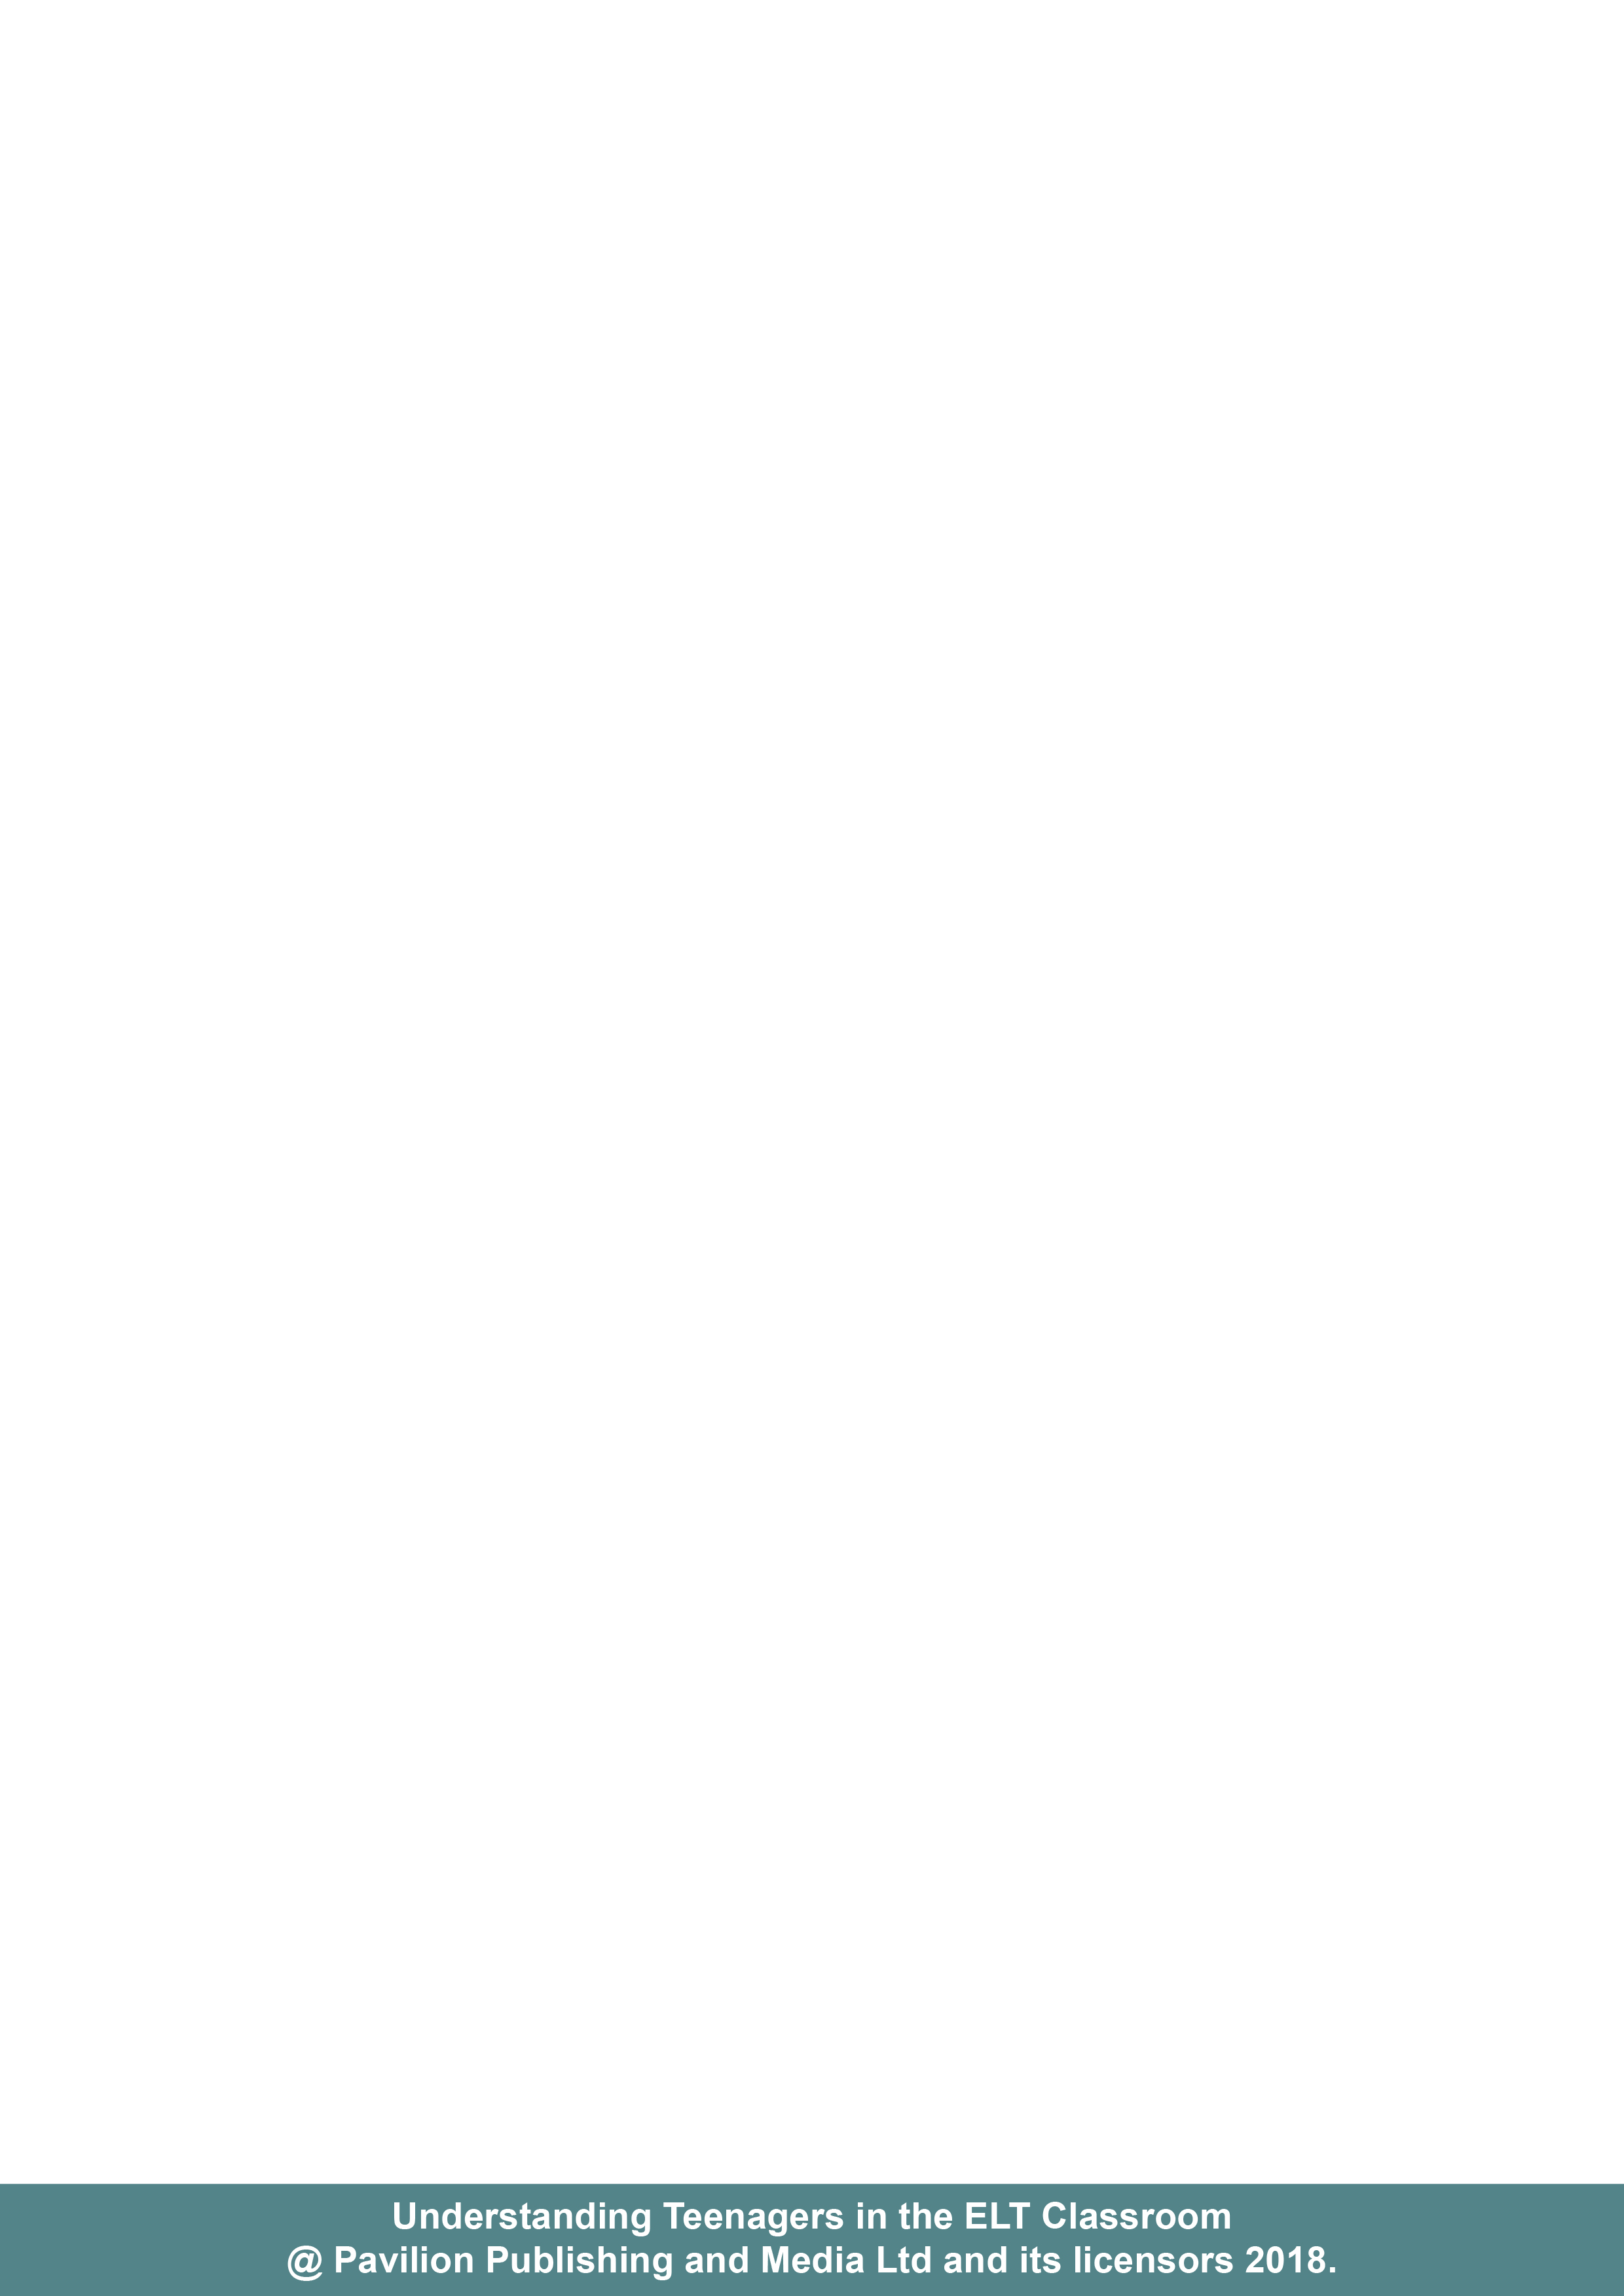 Understanding Teenagers in the ELT Classroom
@ Pavilion Publishing and Media Ltd and its licensors 2018.